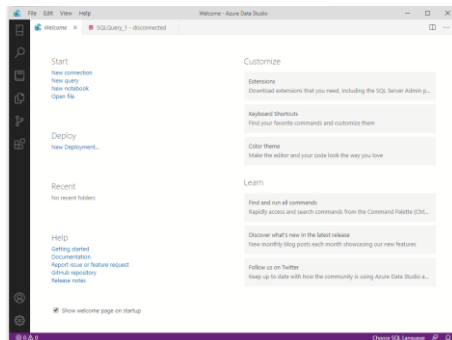 File Edit View Help
Welcome - Azure Data Studio
Welcome
SQLQuery_1 - disconnected
Start
New connection
New query
New notebook
Open file
Deploy
New Deployment...
Recent
No recent folders
Help
Getting started
Documentation
Report issue or feature request
GitHub repository
Release notes
Show welcome page on startup
Customize
Extensions
Download extensions that you need, including the SQL Server Admin p...
Keyboard Shortcuts
Find your favorite commands and customize them
Color theme
Make the editor and your code look the way you love
Learn
Find and run all commands
Rapidly access and search commands from the Command Palette (Ctrl...
Discover what's new in the latest release
New monthly blog posts each month showcasing our new features
Follow us on Twitter
Keep up to date with how the community is using Azure Data Studio a...
0 0
Choose SQL Language